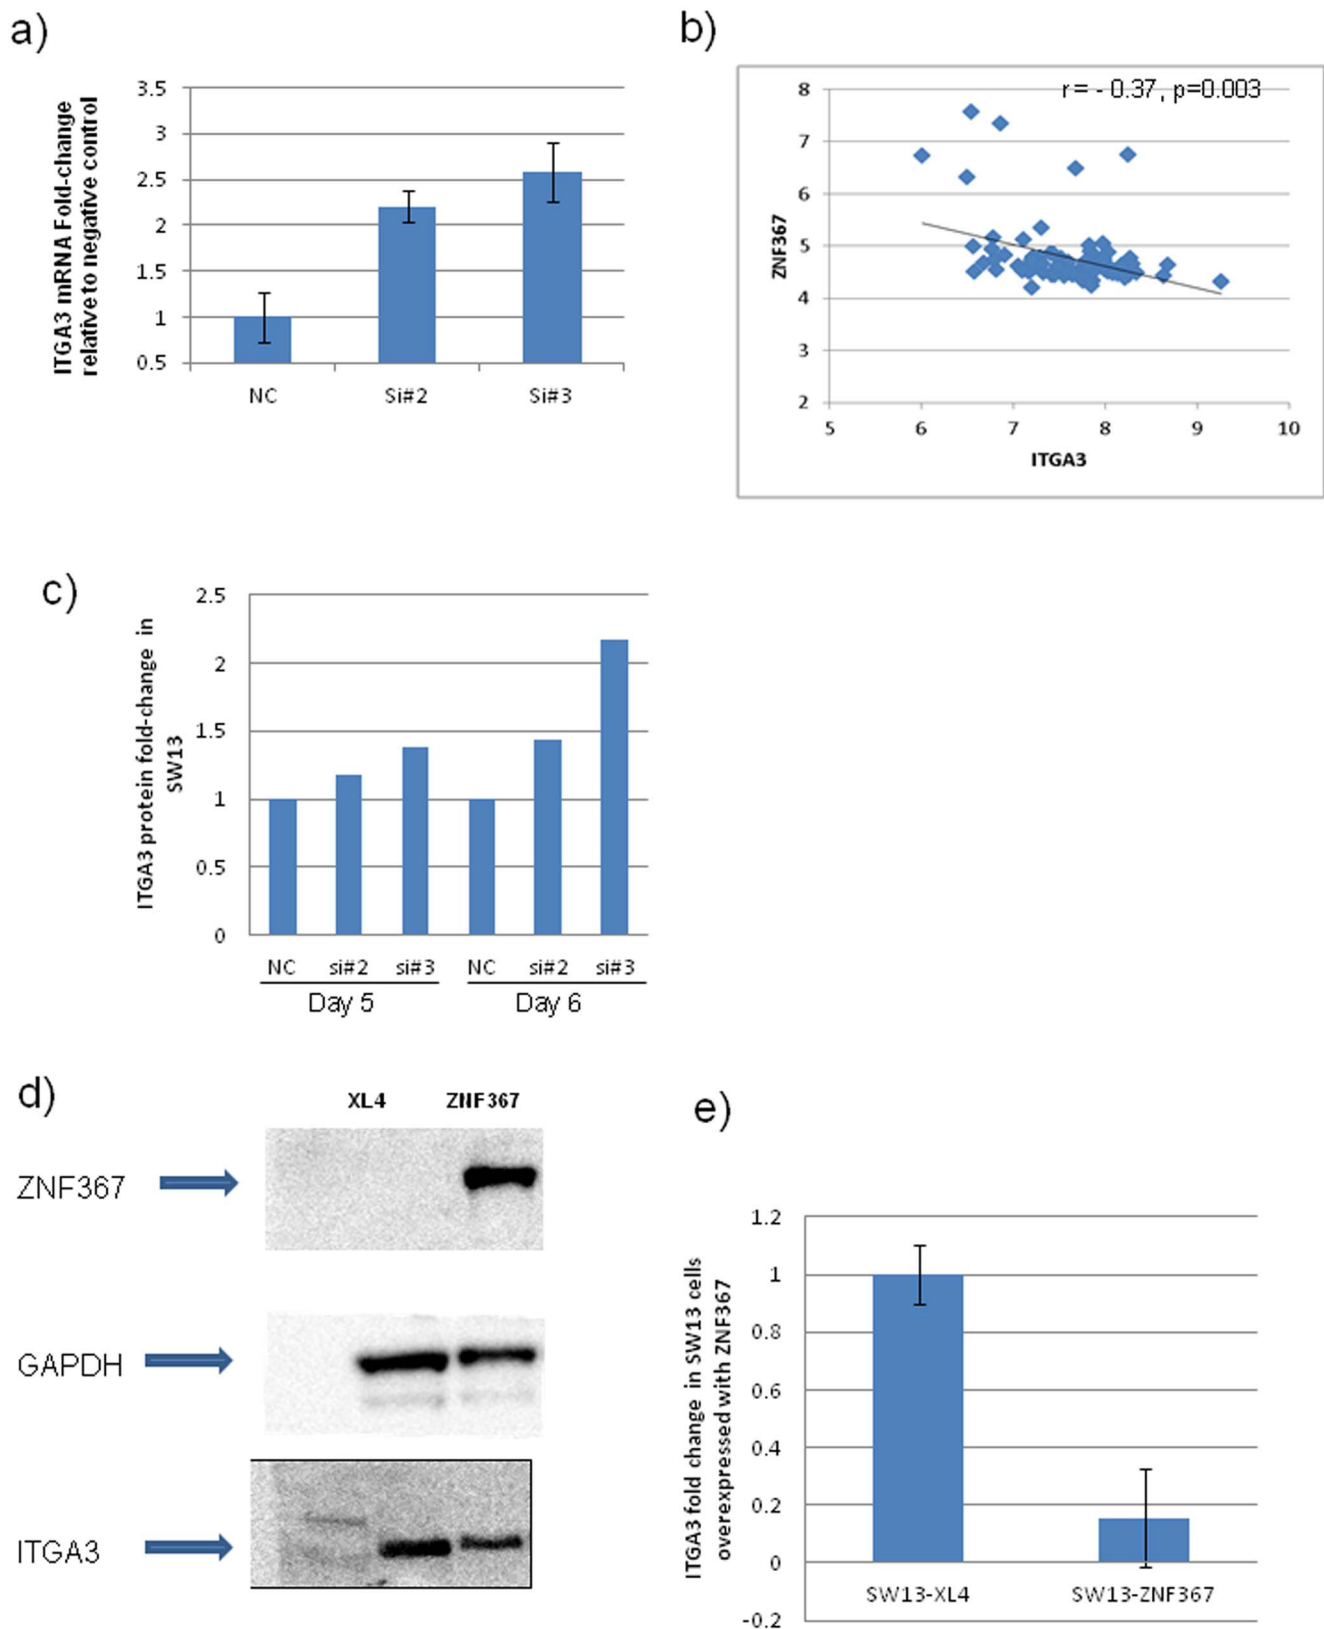 a)
ITGA3 mRNA Fold-change
relative to negative control
3.5
3
2.5
2
1.5
1
0.5
NC Si#2 Si#3
b)
r= - 0.37, p=0.003
ZNF367
8
7
6
5
4
3
2
5 6 7 8 9 10
ITGA3
c)
ITGA3 protein fold-change in
SW13
2.5
2
1.5
1
0.5
0
NC si#2 si#3 NC si#2 si#3
Day 5 Day 6
d)
XL4 ZNF367
ZNF367
GAPDH
ITGA3
e)
ITGA3 fold change in SW13 cells
overexpressed with ZNF367
1.2
1
0.8
0.6
0.4
0.2
0
-0.2
SW13-XL4 SW13-ZNF367